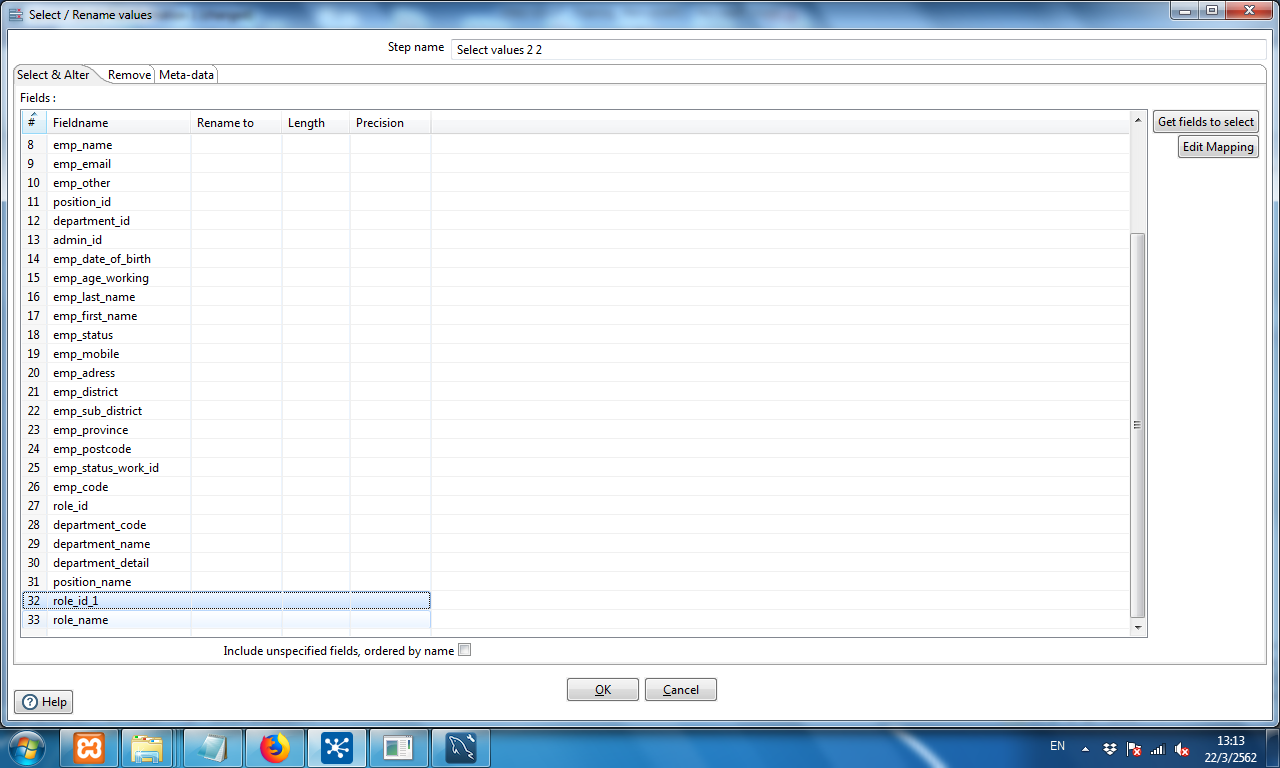 Select / Rename values
Step name Select values 2 2
Select & Alter Remove Meta-data
Fields :
# Fieldname Rename to Length Precision
Get fields to select
Edit Mapping
8 emp_name
9 emp_email
10 emp_other
11 position_id
12 department_id
13 admin_id
14 emp_date_of_birth
15 emp_age_working
16 emp_last_name
17 emp_first_name
18 emp_status
19 emp_mobile
20 emp_adress
21 emp_district
22 emp_sub_district
23 emp_province
24 emp_postcode
25 emp_status_work_id
26 emp_code
27 role_id
28 department_code
29 department_name
30 department_detail
31 position_name
32 role_id_1
33 role_name
Include unspecified fields, ordered by name
OK Cancel
Help
EN
13:13
22/3/2562